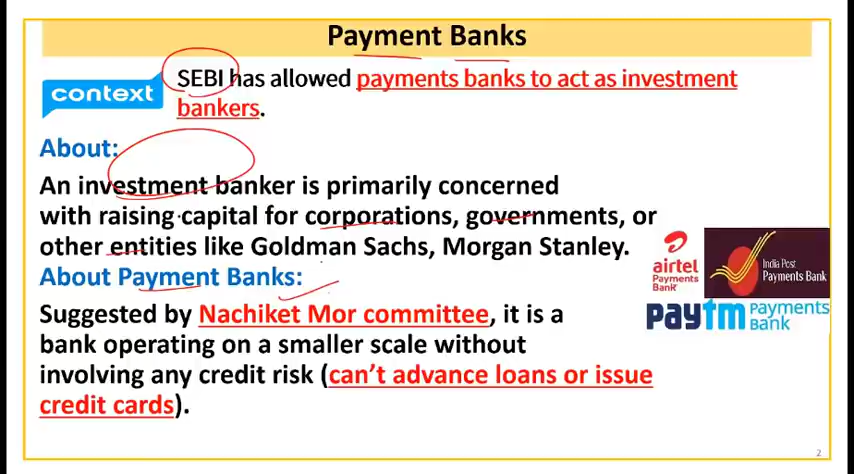 Payment Banks
context
SEBI has allowed payments banks to act as investment
bankers.
About:
An investment banker is primarily concerned
with raising capital for corporations, governments, or
other entities like Goldman Sachs, Morgan Stanley.
About Payment Banks:
Suggested by Nachiket Mor committee, it is a
bank operating on a smaller scale without
involving any credit risk (can't advance loans or issue
credit cards).
airtel
Payments
Bank
India Post
Payments Bank
paytm payments
Bank
2